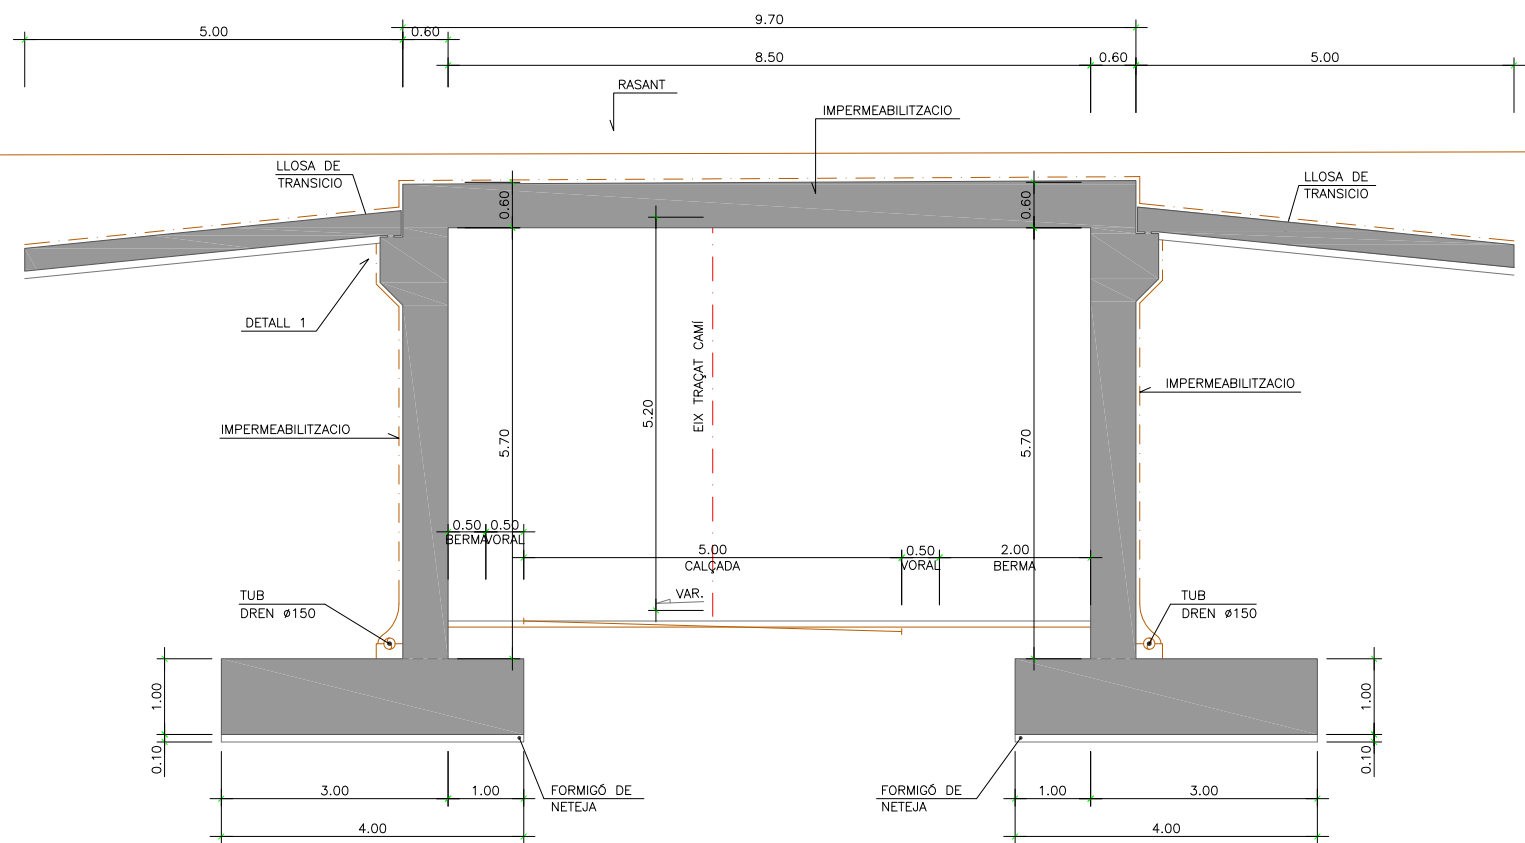 9.70
5.00
0.60
8.50
0.60
5.00
RASANT
IMPERMEABILITZACIO
LLOSA DE
TRANSICIO
LLOSA DE
TRANSICIO
0.60
0.60
DETALL 1
EIX TRAÇAT CAMÍ
IMPERMEABILITZACIO
5.20
IMPERMEABILITZACIO
5.70
5.70
0.50
0.50
BERMA
VORAL
5.00
CALÇADA
0.50
VORAL
2.00
BERMA
VAR.
TUB
DREN ø150
TUB
DREN ø150
1.00
0.10
1.00
0.10
3.00
1.00
4.00
FORMIGÓ DE
NETEJA
FORMIGÓ DE
NETEJA
1.00
3.00
4.00